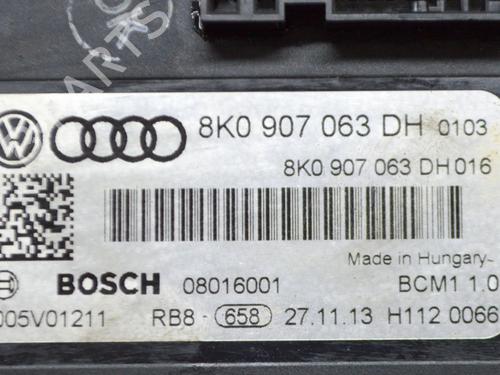 8K0 907 063 DH 0103
8K0 907 063 DH 016
Made in Hungary
BOSCH 08016001 BCM1 1.0
005V01211 RB8 - 658 27.11.13 H112 0066